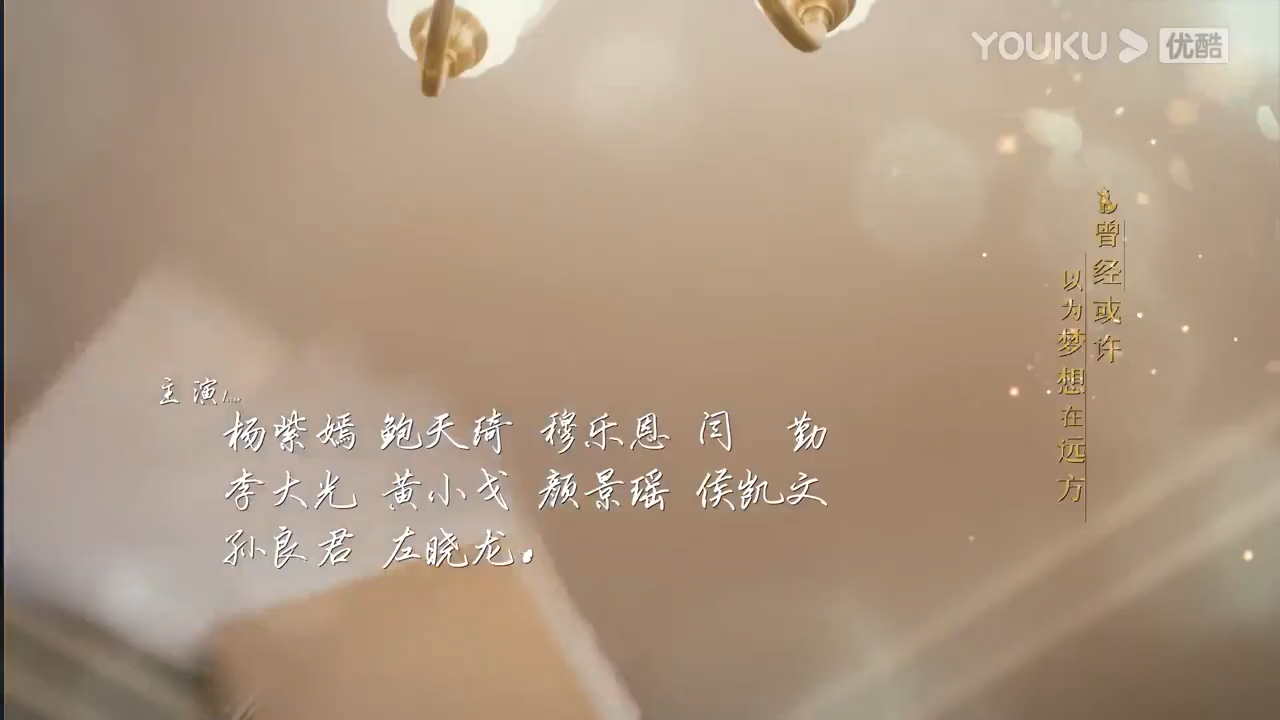 YOUKU 优酷
曾经或许
以为梦想在远方
主演
杨紫嫣 鲍天琦 穆乐恩 闫 勤
李大光 黄小戈 颜景瑶 侯凯文
孙良君 左晓龙